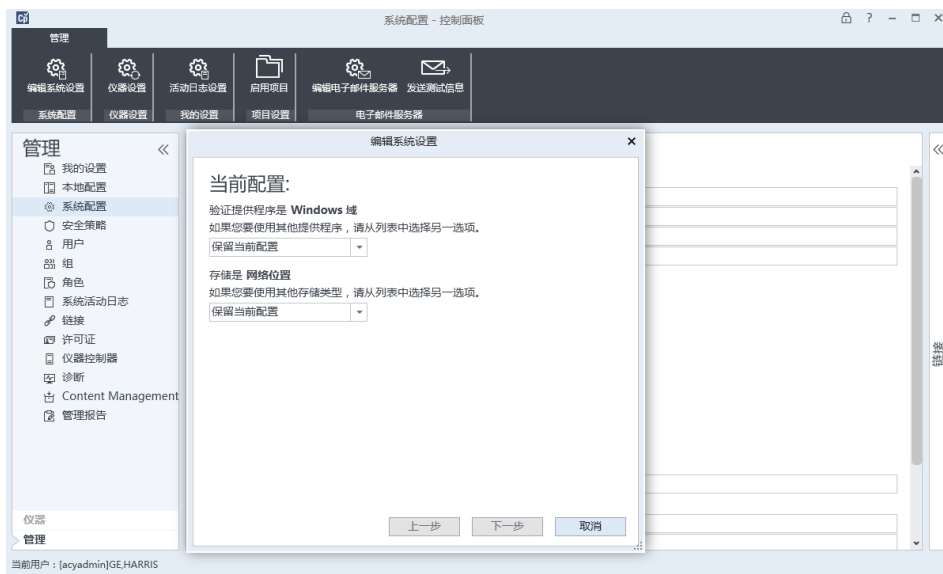 系统配置 - 控制面板
管理
编辑系统设置 仪器设置 活动日志设置 启用项目 编辑电子邮件服务器 发送测试信息
系统配置 仪器设置 我的设置 项目设置 电子邮件服务器
管理
我的设置
本地配置
系统配置
安全策略
用户
组
角色
系统活动日志
链接
许可证
仪器控制器
诊断
Content Management
管理报告
仪器
管理
编辑系统设置
当前配置:
验证提供程序是 Windows 域
如果您要使用其他提供程序，请从列表中选择另一选项。
保留当前配置
存储是 网络位置
如果您要使用其他存储类型，请从列表中选择另一选项。
保留当前配置
上一步 下一步 取消
链接
当前用户：[acyadmin]GE,HARRIS